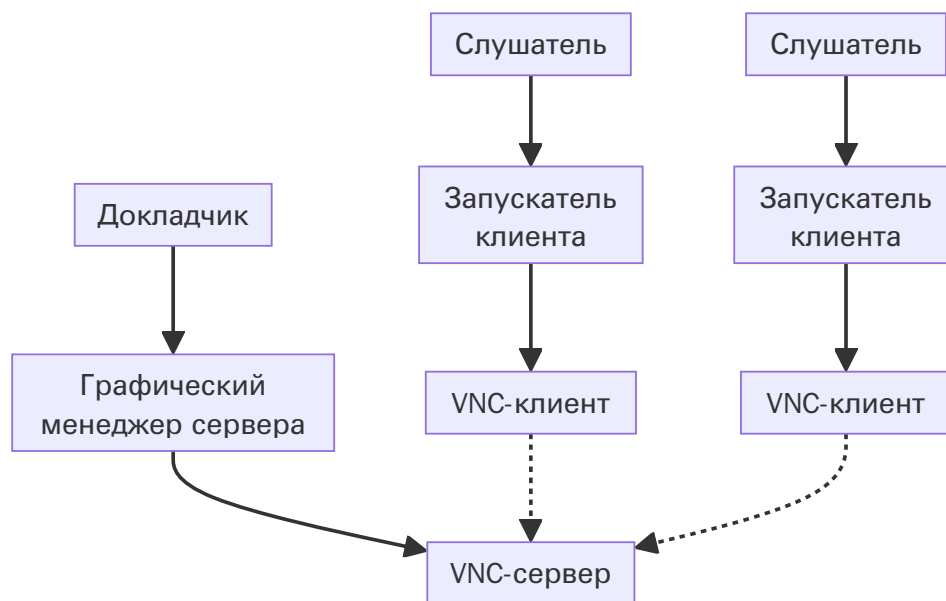 Слушатель
Слушатель
Запускатель
клиента
Запускатель
клиента
Докладчик
Графический
менеджер сервера
VNC-клиент
VNC-клиент
VNC-сервер